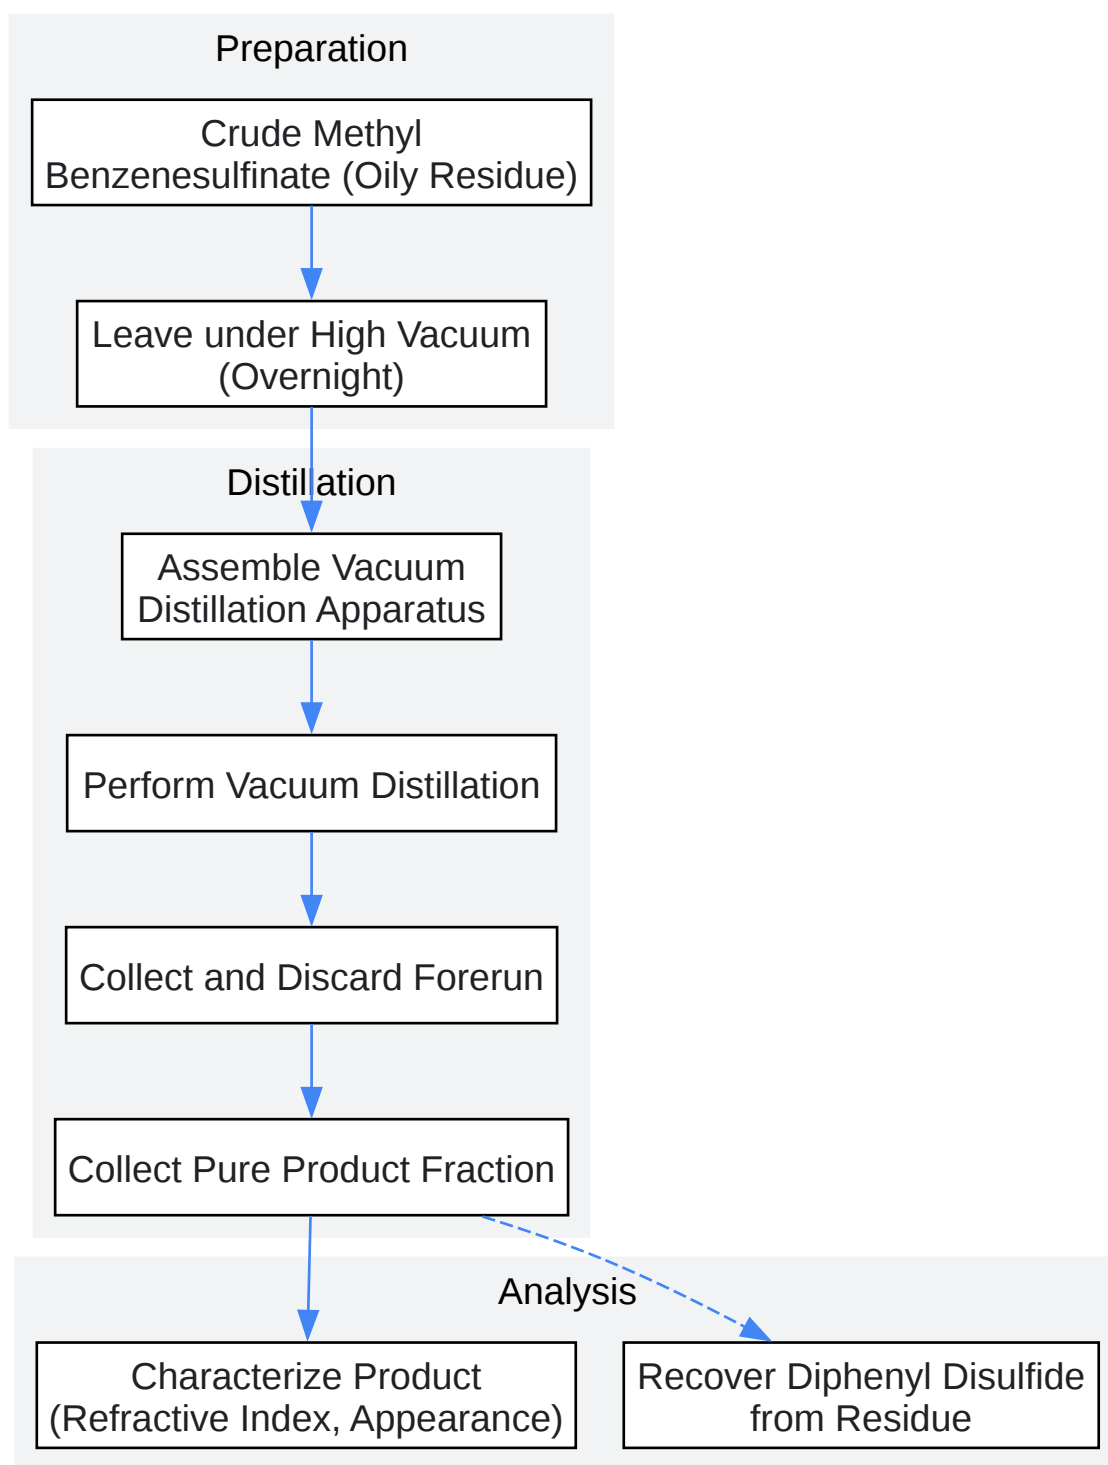 Preparation
Crude Methyl
Benzenesulfinate (Oily Residue)
Leave under High Vacuum
(Overnight)
Distillation
Assemble Vacuum
Distillation Apparatus
Perform Vacuum Distillation
Collect and Discard Forerun
Collect Pure Product Fraction
Analysis
Characterize Product
(Refractive Index, Appearance)
Recover Diphenyl Disulfide
from Residue